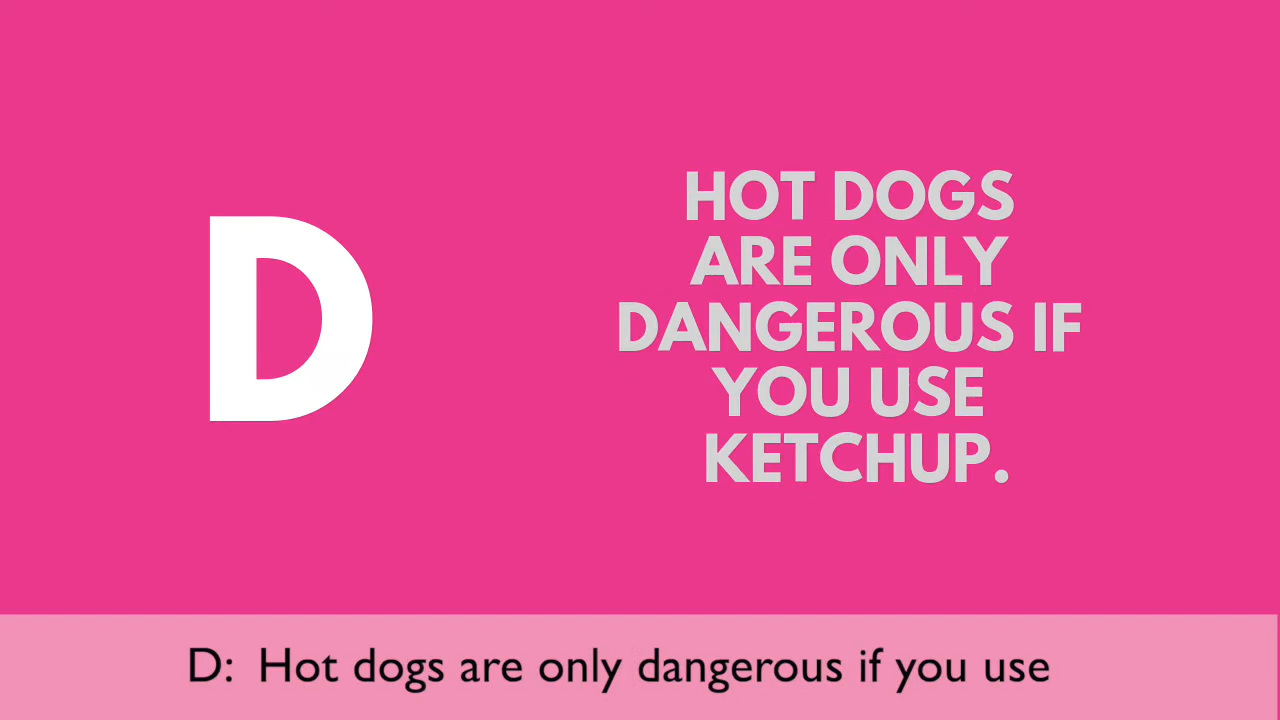 D
HOT DOGS
ARE ONLY
DANGEROUS IF
YOU USE
KETCHUP.
D: Hot dogs are only dangerous if you use